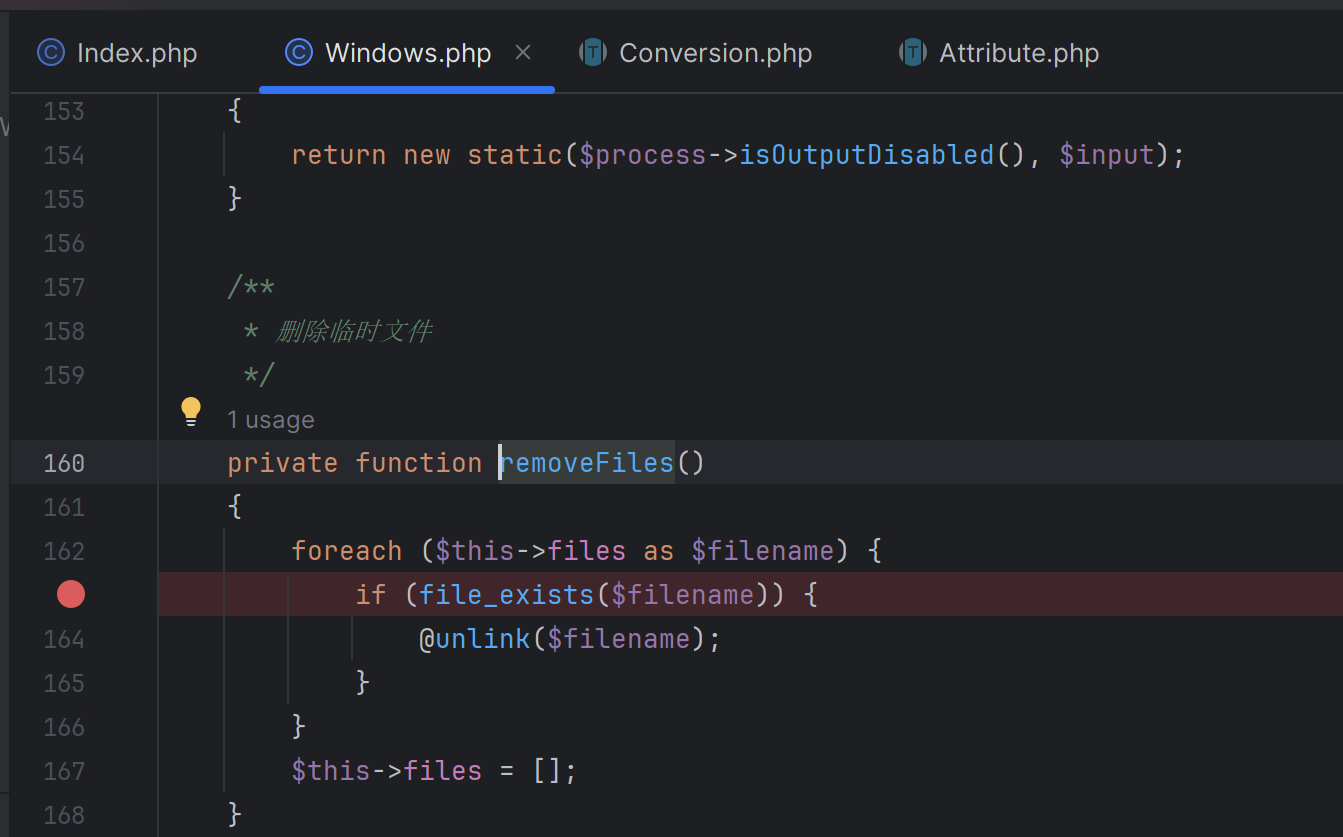 Index.php Windows.php Conversion.php Attribute.php
153 {
154 return new static($process->isOutputDisabled(), $input);
155 }
156
157 /**
158 * 删除临时文件
159 */
1 usage
160 private function removeFiles()
161 {
162 foreach ($this->files as $filename) {
if (file_exists($filename)) {
164 @unlink($filename);
165 }
166 }
167 $this->files = [];
168 }